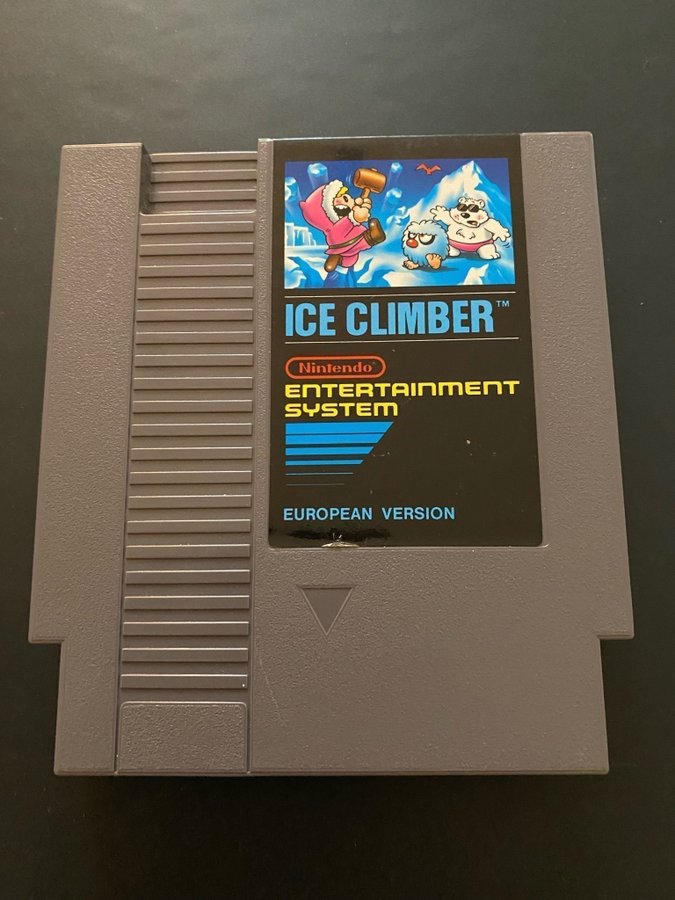 ICE CLIMBER™
Nintendo
ENTERTAINMENT
SYSTEM
EUROPEAN VERSION